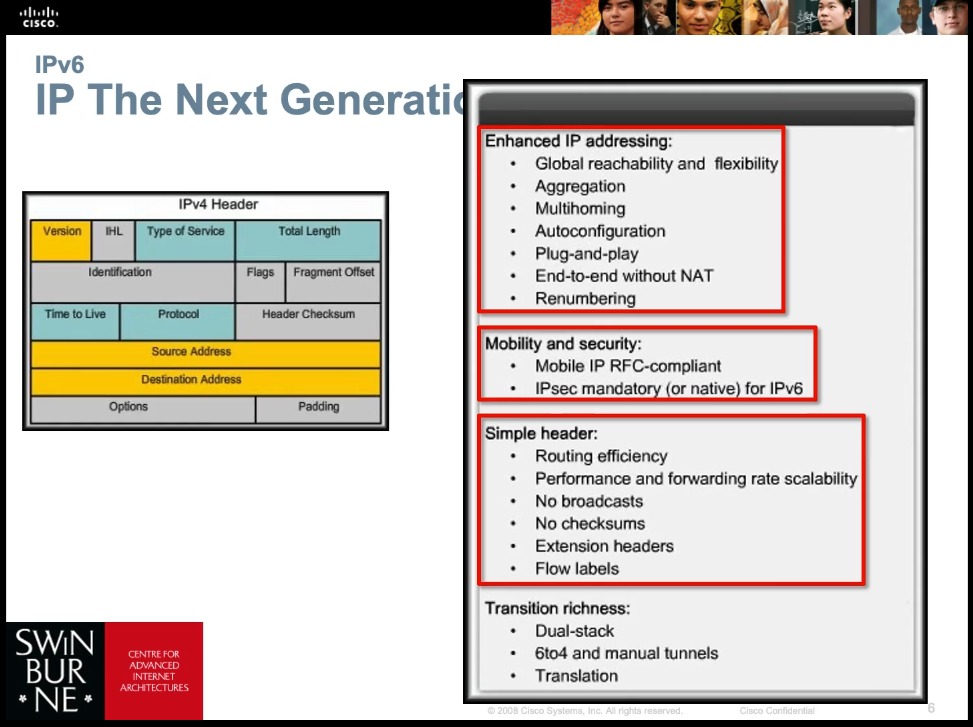 CISCO.
IPv6
IP The Next Generatio
IPv4 Header
Version IHL Type of Service Total Length
Identification Flags Fragment Offset
Time to Live Protocol Header Checksum
Source Address
Destination Address
Options Padding
Enhanced IP addressing:
• Global reachability and flexibility
• Aggregation
• Multihoming
• Autoconfiguration
• Plug-and-play
• End-to-end without NAT
• Renumbering
Mobility and security:
• Mobile IP RFC-compliant
• IPsec mandatory (or native) for IPv6
Simple header:
• Routing efficiency
• Performance and forwarding rate scalability
• No broadcasts
• No checksums
• Extension headers
• Flow labels
Transition richness:
• Dual-stack
• 6to4 and manual tunnels
• Translation
SWIN
BUR
* NE *
CENTRE FOR
ADVANCED
INTERNET
ARCHITECTURES
© 2008 Cisco Systems, Inc. All rights reserved. Cisco Confidential 6